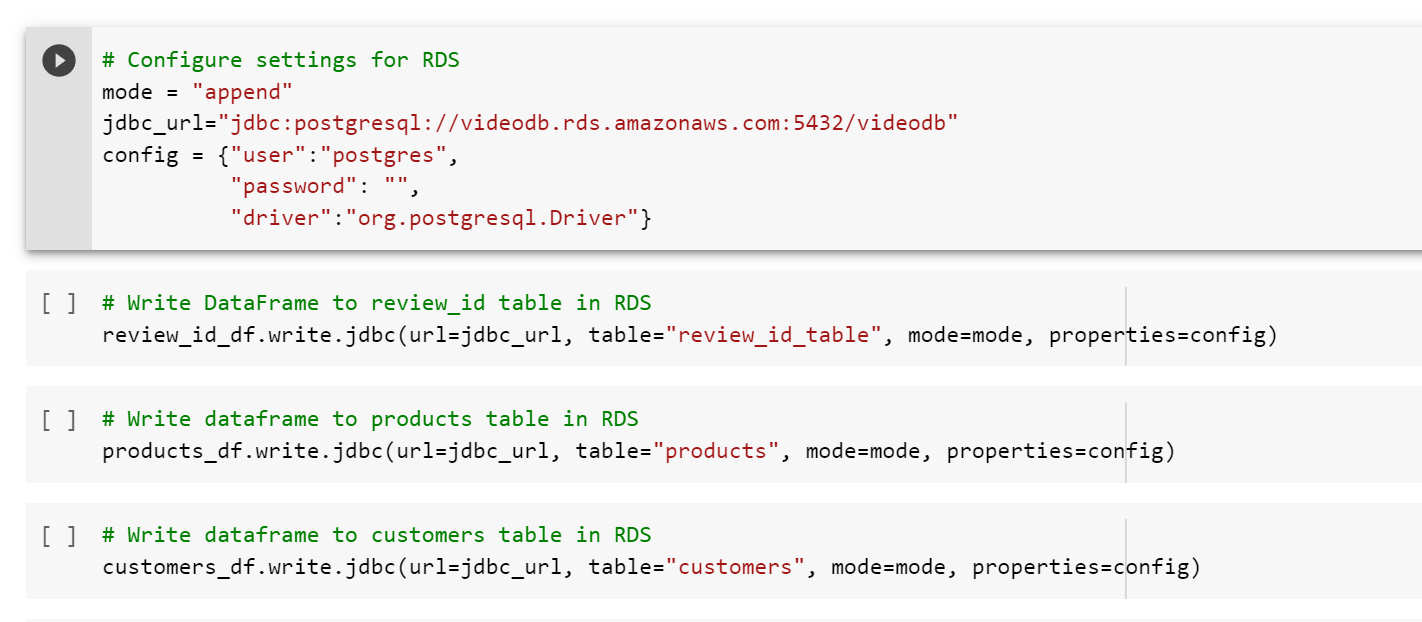 # Configure settings for RDS
mode = "append"
jdbc_url="jdbc:postgresql://videodb.rds.amazonaws.com:5432/videodb"
config = {"user":"postgres",
          "password": "",
          "driver":"org.postgresql.Driver"}
[ ] # Write DataFrame to review_id table in RDS
review_id_df.write.jdbc(url=jdbc_url, table="review_id_table", mode=mode, properties=config)
[ ] # Write dataframe to products table in RDS
products_df.write.jdbc(url=jdbc_url, table="products", mode=mode, properties=config)
[ ] # Write dataframe to customers table in RDS
customers_df.write.jdbc(url=jdbc_url, table="customers", mode=mode, properties=config)